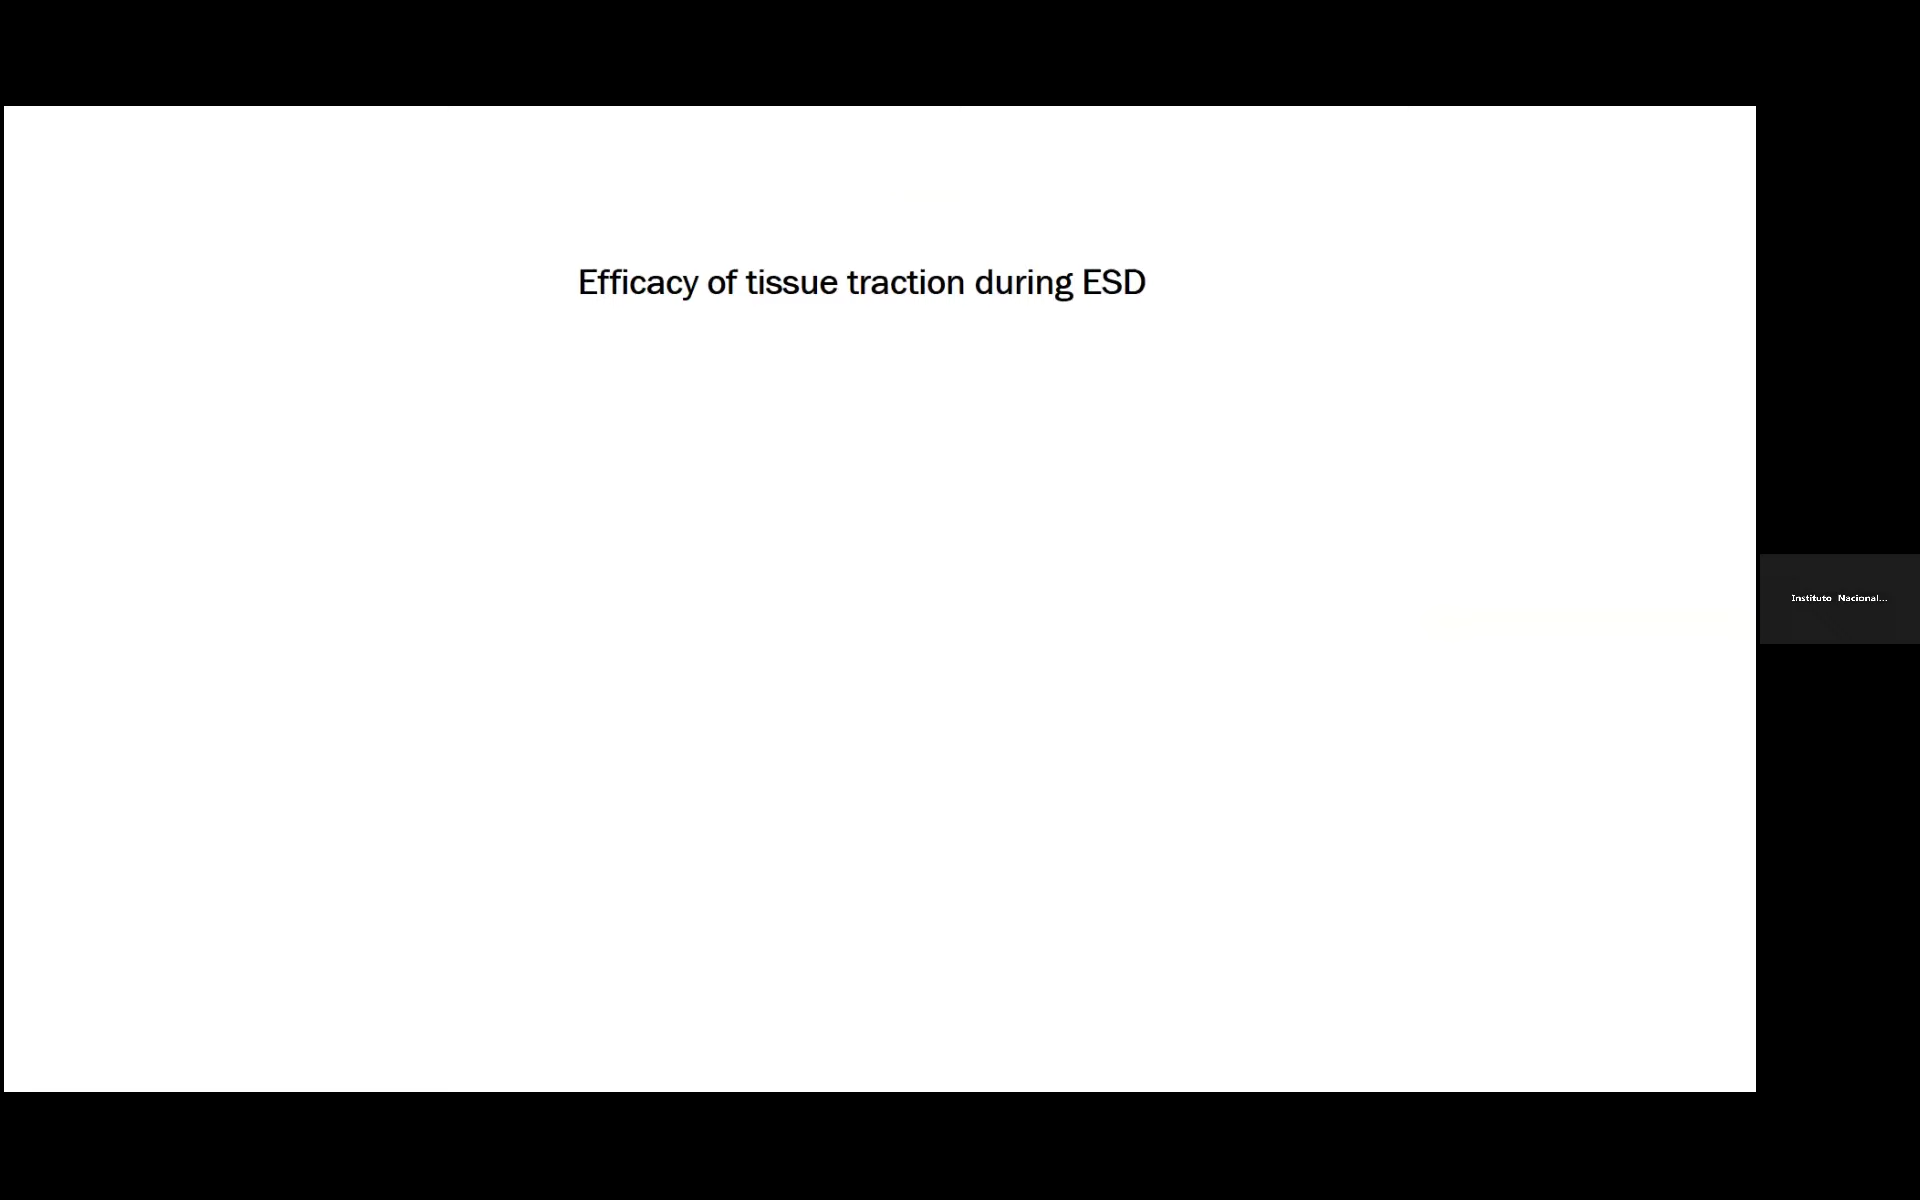 Efficacy of tissue traction during ESD
Instituto Nacional...